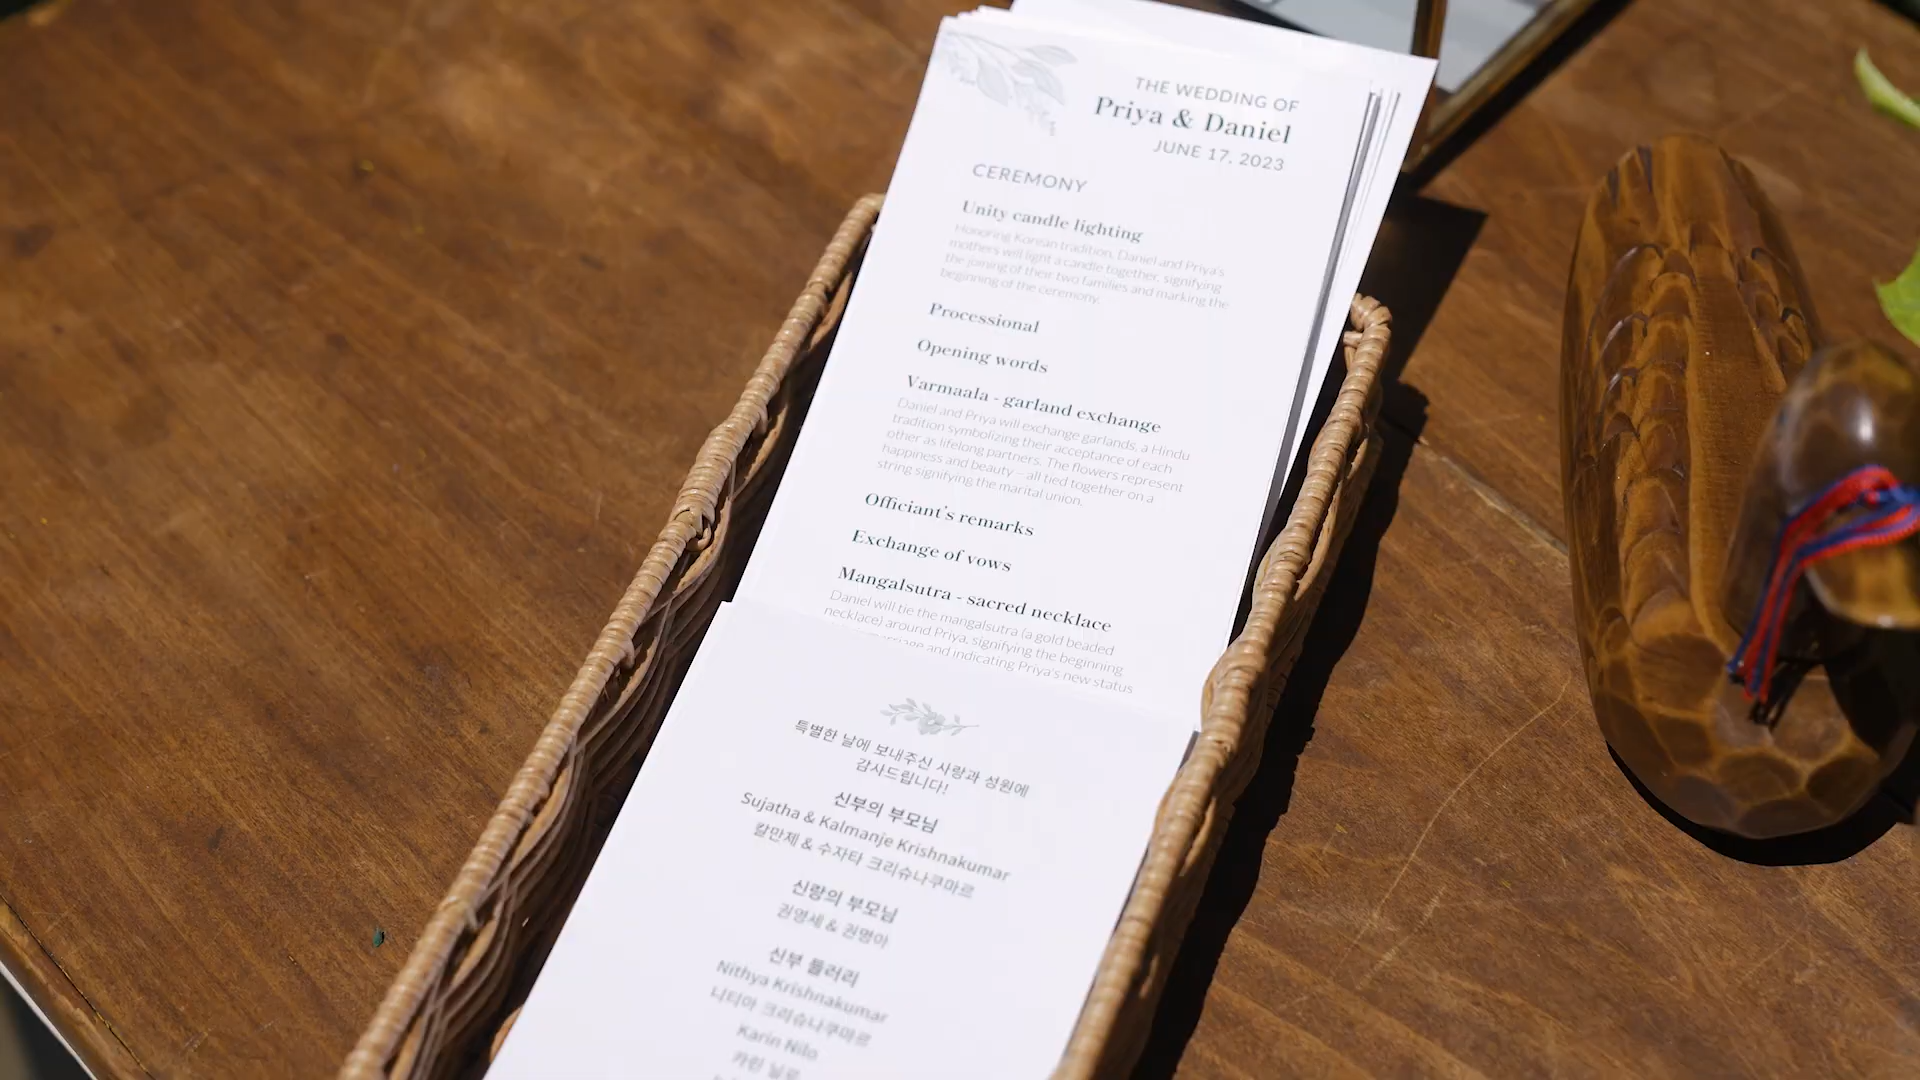 THE WEDDING OF
Priya & Daniel
JUNE 17, 2023
CEREMONY
Unity candle lighting
Honoring Korean tradition, Daniel and Priya's
mothers will light a candle together, signifying
the joining of their two families and marking the
beginning of the ceremony.
Processional
Opening words
Varmaala - garland exchange
Daniel and Priya will exchange garlands, a Hindu
tradition symbolizing their acceptance of each
other as lifelong partners. The flowers represent
happiness and beauty – all tied together on a
string signifying the marital union.
Officiant's remarks
Exchange of vows
Mangalsutra - sacred necklace
Daniel will tie the mangalsutra (a gold beaded
necklace) around Priya, signifying the beginning
and indicating Priya's new status
특별한 날에 보내주신 사랑과 성원에
감사드립니다!
신부의 부모님
Sujatha & Kalmanje Krishnakumar
칼만제 & 수자타 크리슈나쿠마르
신랑의 부모님
권영세 & 권명아
신부 들러리
Nithya Krishnakumar
니티아 크리슈나쿠마르
Karin Nilo
카린 닐로